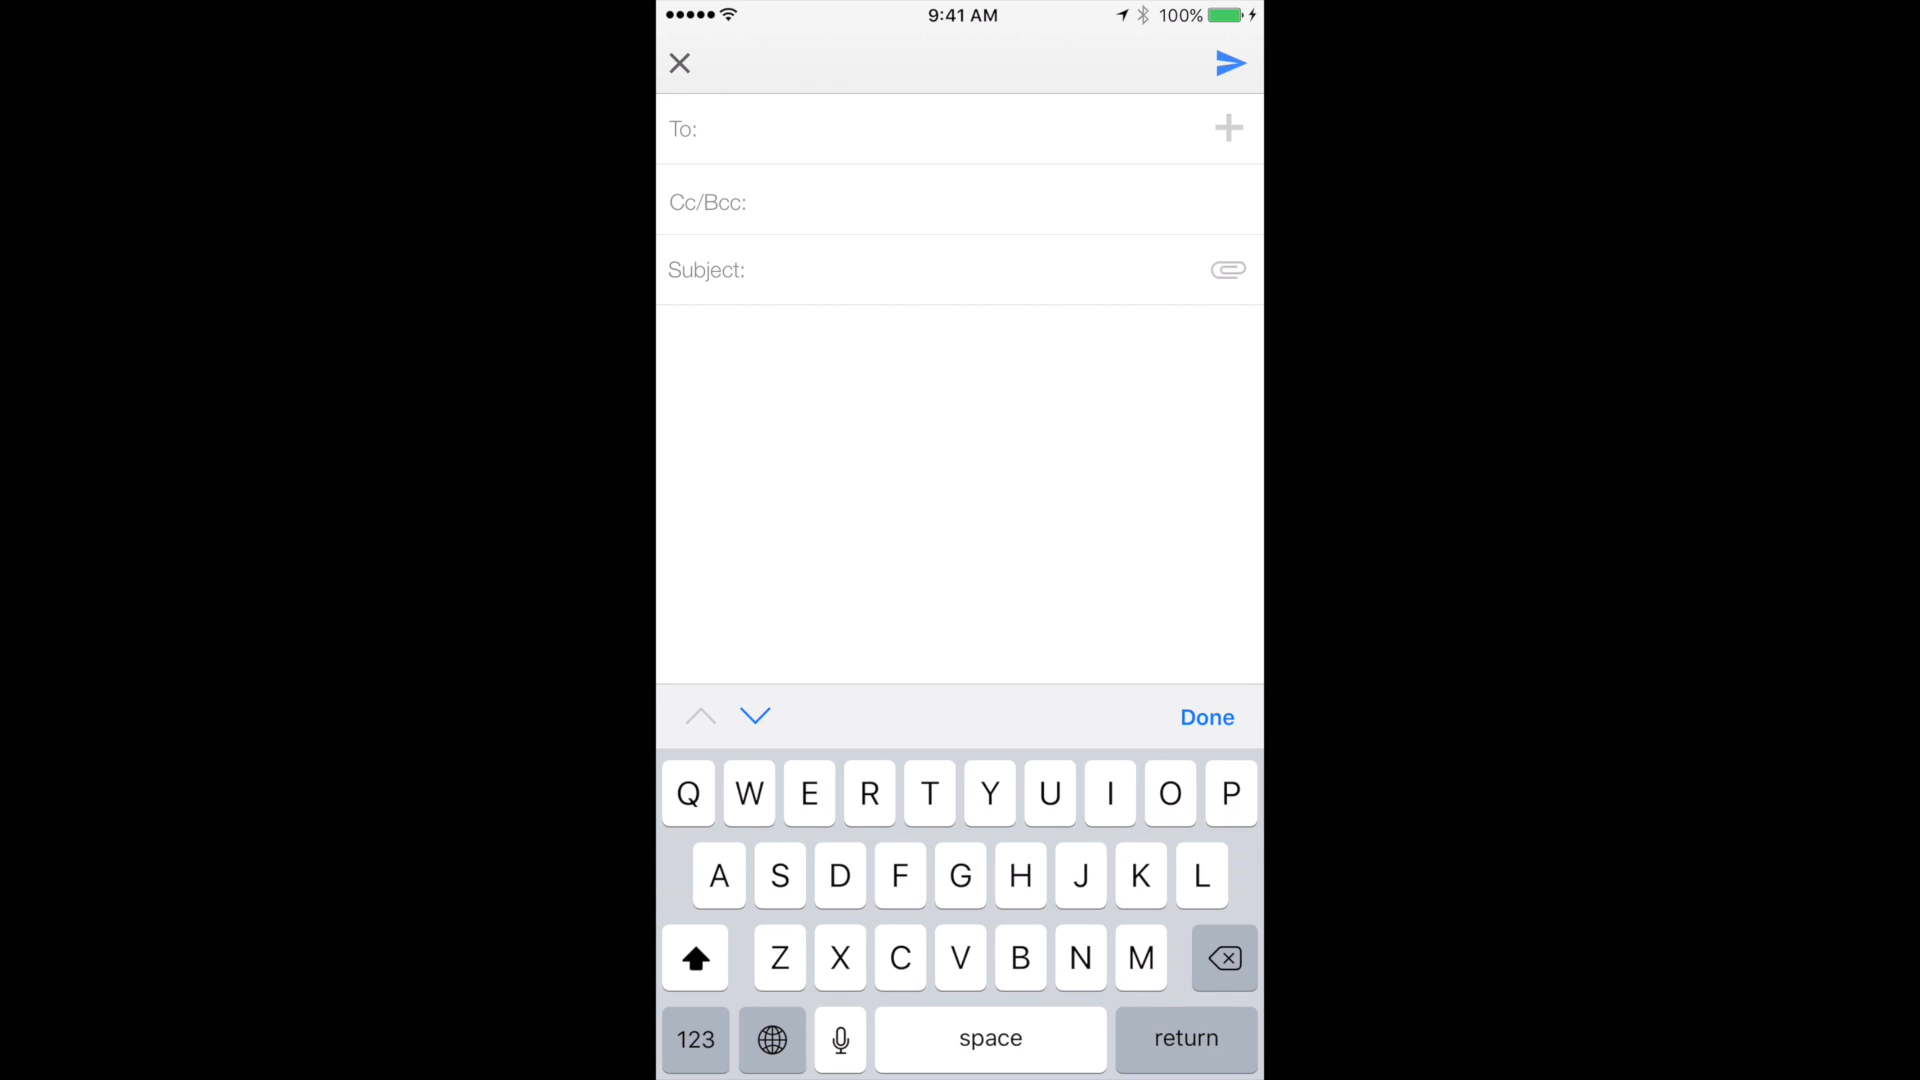 9:41 AM 100%
To:
Cc/Bcc:
Subject:
Done
Q W E R T Y U I O P
A S D F G H J K L
Z X C V B N M
123 space return